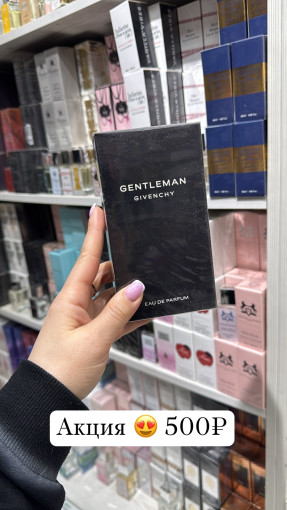 GENTLEMAN
GIVENCHY
EAU DE PARFUM
Акция 😍 500₽